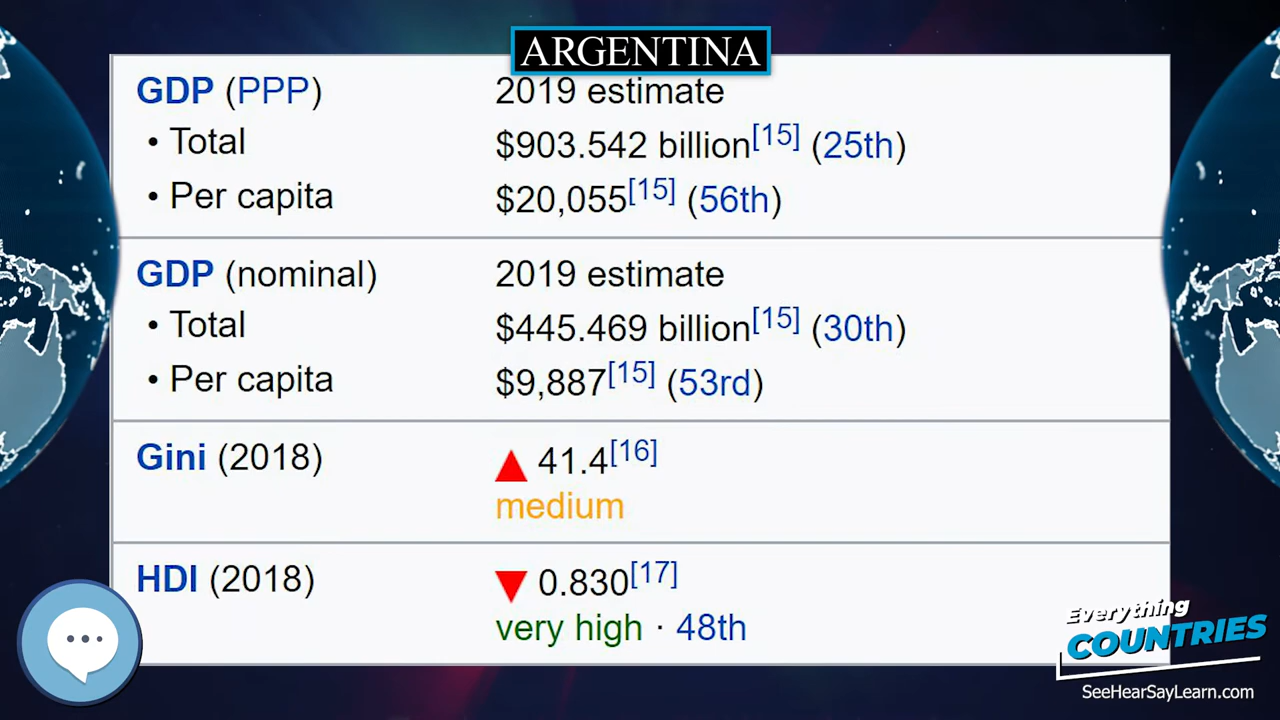 ARGENTINA
GDP (PPP) 2019 estimate
• Total $903.542 billion[15] (25th)
• Per capita $20,055[15] (56th)
GDP (nominal) 2019 estimate
• Total $445.469 billion[15] (30th)
• Per capita $9,887[15] (53rd)
Gini (2018) ▲ 41.4[16]
medium
HDI (2018) ▼ 0.830[17]
very high · 48th
Everything
COUNTRIES
SeeHearSayLearn.com